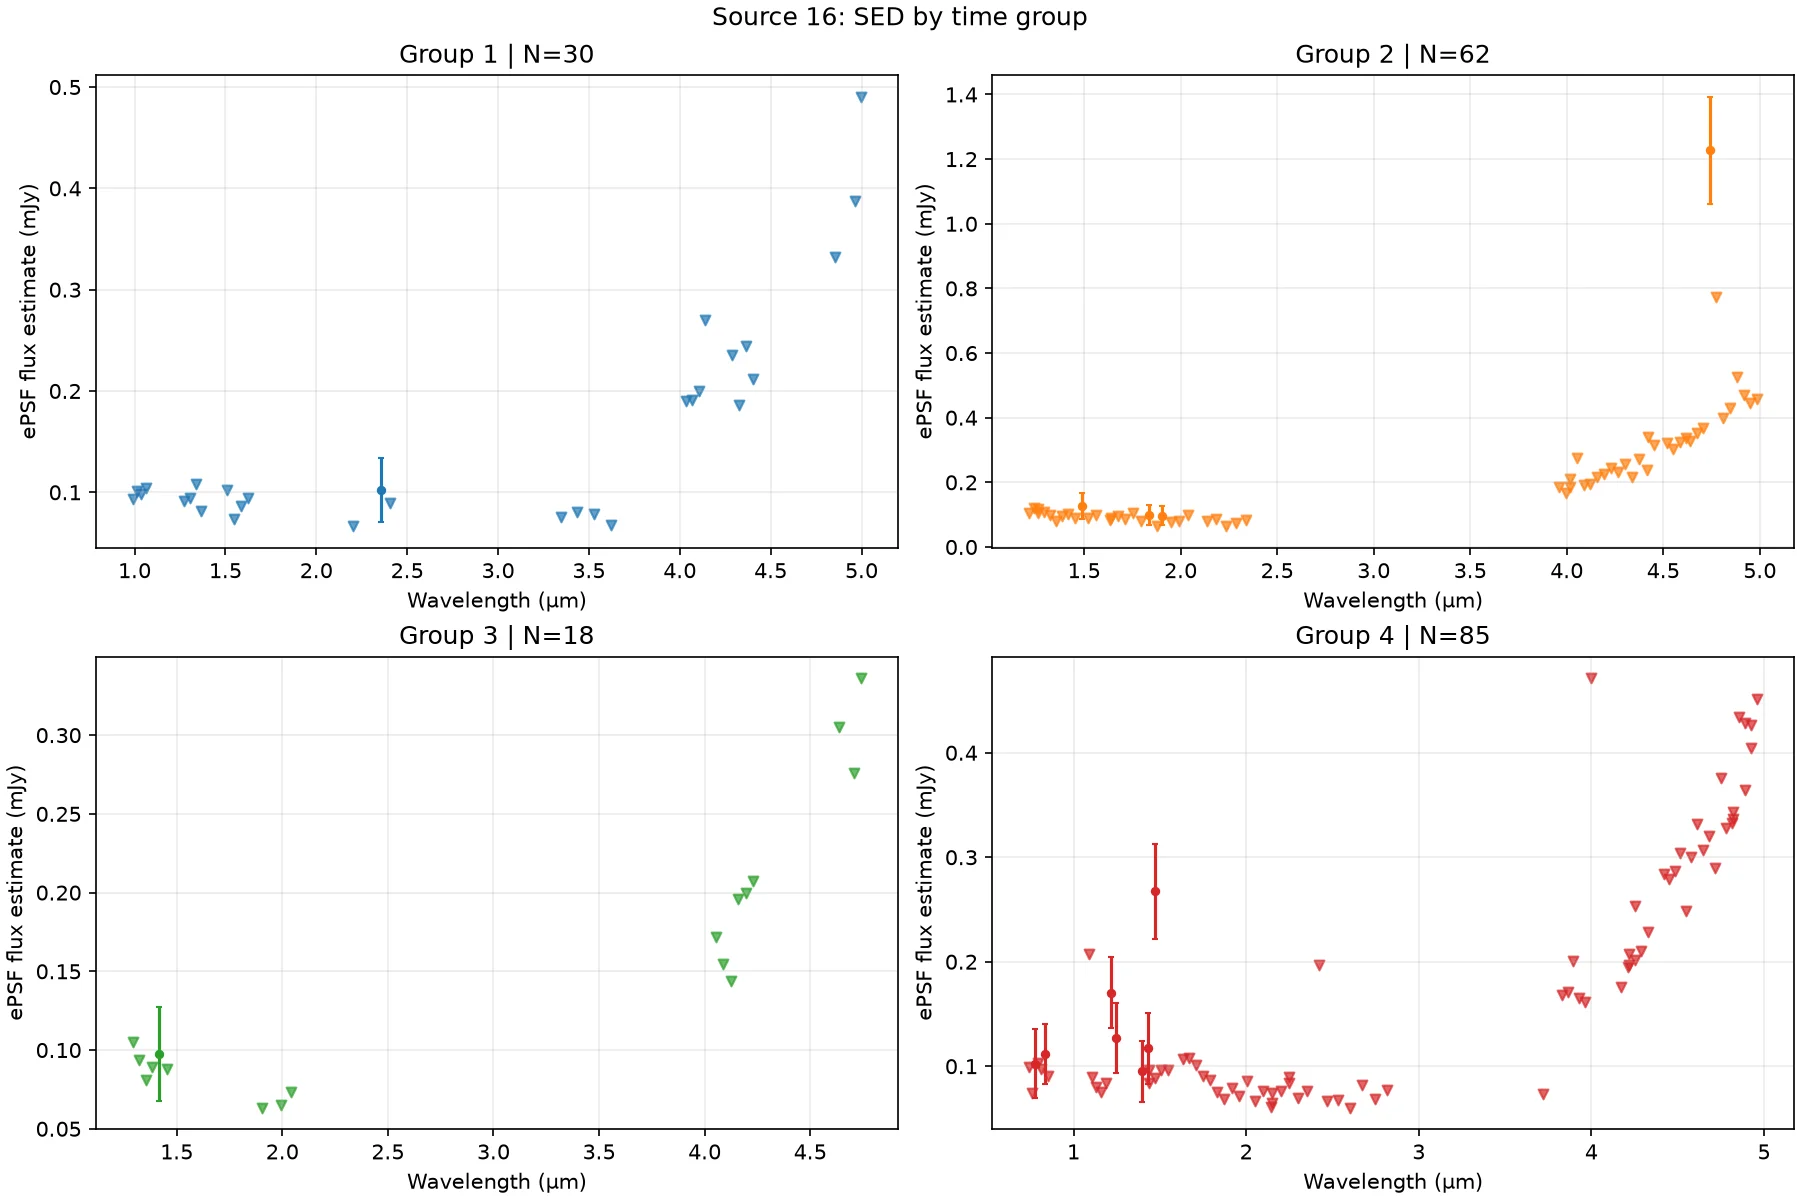 Source 16: SED by time group
Group 1 | N=30
ePSF flux estimate (mJy)
0.5
0.4
0.3
0.2
0.1
1.0 1.5 2.0 2.5 3.0 3.5 4.0 4.5 5.0
Wavelength (μm)
Group 2 | N=62
ePSF flux estimate (mJy)
1.4
1.2
1.0
0.8
0.6
0.4
0.2
0.0
1.5 2.0 2.5 3.0 3.5 4.0 4.5 5.0
Wavelength (μm)
Group 3 | N=18
ePSF flux estimate (mJy)
0.30
0.25
0.20
0.15
0.10
0.05
1.5 2.0 2.5 3.0 3.5 4.0 4.5
Wavelength (μm)
Group 4 | N=85
ePSF flux estimate (mJy)
0.4
0.3
0.2
0.1
1 2 3 4 5
Wavelength (μm)